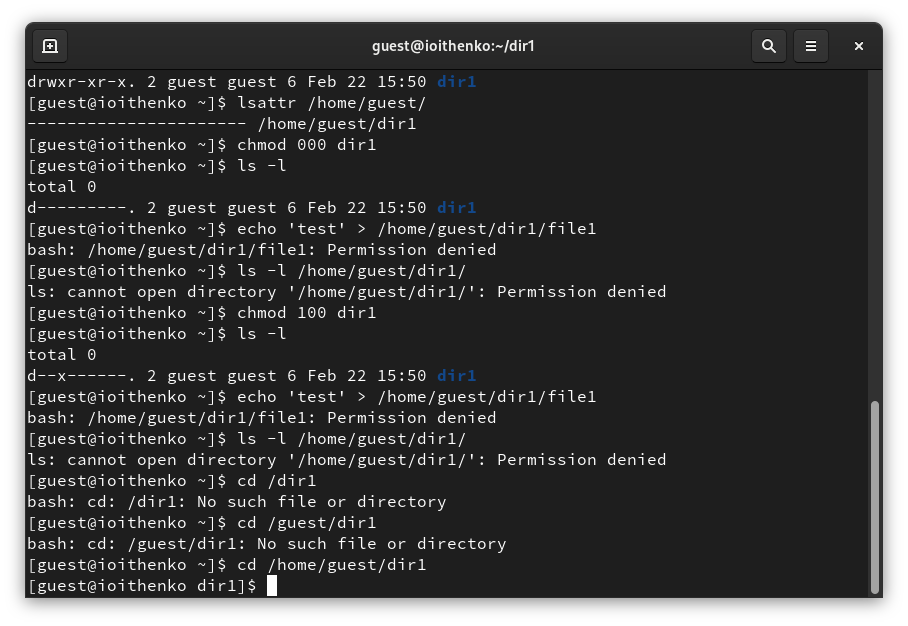 guest@ioithenko:~/dir1
drwxr-xr-x. 2 guest guest 6 Feb 22 15:50 dir1
[guest@ioithenko ~]$ lsattr /home/guest/
---------------------- /home/guest/dir1
[guest@ioithenko ~]$ chmod 000 dir1
[guest@ioithenko ~]$ ls -l
total 0
d---------. 2 guest guest 6 Feb 22 15:50 dir1
[guest@ioithenko ~]$ echo 'test' > /home/guest/dir1/file1
bash: /home/guest/dir1/file1: Permission denied
[guest@ioithenko ~]$ ls -l /home/guest/dir1/
ls: cannot open directory '/home/guest/dir1/': Permission denied
[guest@ioithenko ~]$ chmod 100 dir1
[guest@ioithenko ~]$ ls -l
total 0
d--x------. 2 guest guest 6 Feb 22 15:50 dir1
[guest@ioithenko ~]$ echo 'test' > /home/guest/dir1/file1
bash: /home/guest/dir1/file1: Permission denied
[guest@ioithenko ~]$ ls -l /home/guest/dir1/
ls: cannot open directory '/home/guest/dir1/': Permission denied
[guest@ioithenko ~]$ cd /dir1
bash: cd: /dir1: No such file or directory
[guest@ioithenko ~]$ cd /guest/dir1
bash: cd: /guest/dir1: No such file or directory
[guest@ioithenko ~]$ cd /home/guest/dir1
[guest@ioithenko dir1]$